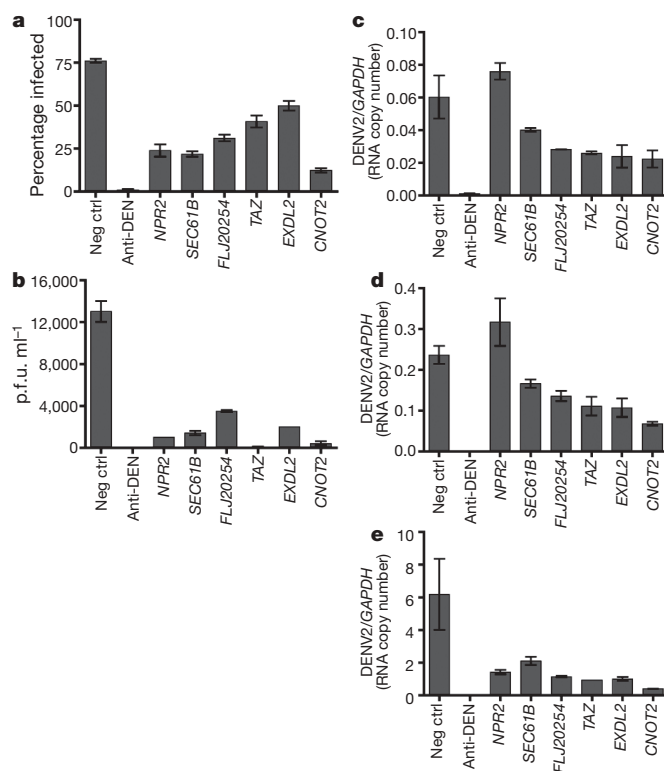 a
100
75
50
25
0
Percentage infected
Neg ctrl
Anti-DEN
NPR2
SEC61B
FLJ20254
TAZ
EXDL2
CNOT2
b
16,000
12,000
8,000
4,000
0
p.f.u. ml⁻¹
Neg ctrl
Anti-DEN
NPR2
SEC61B
FLJ20254
TAZ
EXDL2
CNOT2
c
0.10
0.08
0.06
0.04
0.02
0.00
DENV2/GAPDH
(RNA copy number)
Neg ctrl
Anti-DEN
NPR2
SEC61B
FLJ20254
TAZ
EXDL2
CNOT2
d
0.4
0.3
0.2
0.1
0.0
DENV2/GAPDH
(RNA copy number)
Neg ctrl
Anti-DEN
NPR2
SEC61B
FLJ20254
TAZ
EXDL2
CNOT2
e
10
8
6
4
2
0
DENV2/GAPDH
(RNA copy number)
Neg ctrl
Anti-DEN
NPR2
SEC61B
FLJ20254
TAZ
EXDL2
CNOT2